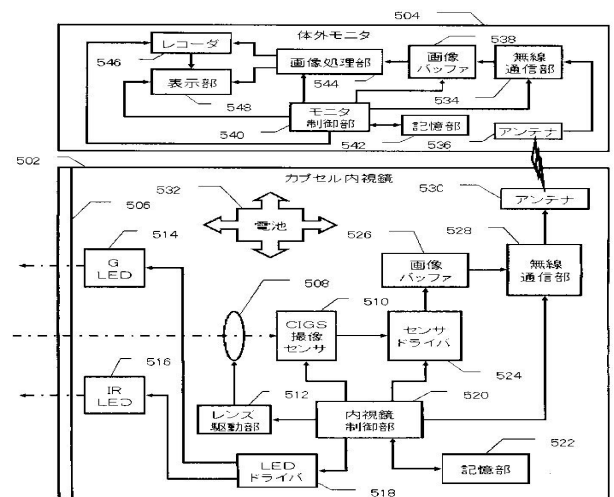 504
体外モニタ
538
レコーダ
546
画像処理部
544
画像
バッファ
無線
通信部
534
表示部
548
モニタ
制御部
540
記憶部
542
アンテナ
536
502
カプセル内視鏡
506
532
530
アンテナ
514
電池
526
528
G
LED
画像
バッファ
無線
通信部
508
510
CIGS
撮像
センサ
センサ
ドライバ
524
516
IR
LED
512
520
レンズ
駆動部
内視鏡
制御部
522
LED
ドライバ
518
記憶部